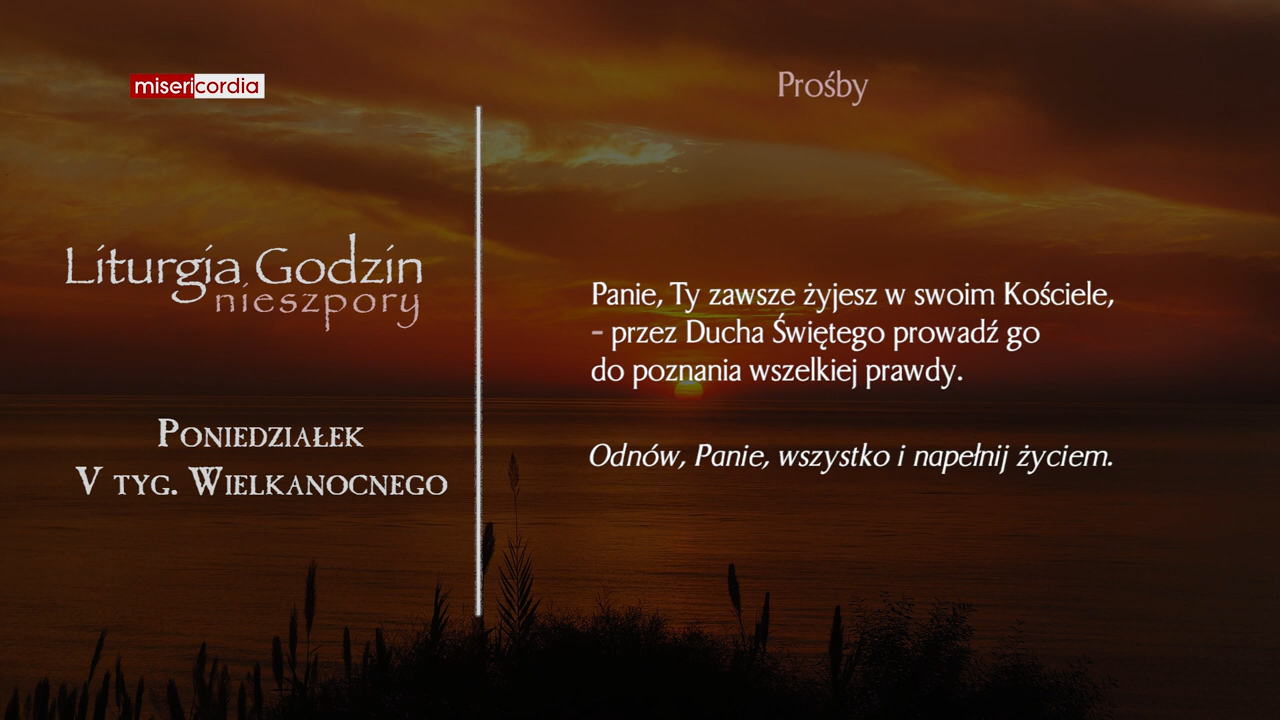 misericordia
Liturgia Godzin
nieszpory
Poniedziałek
V tyg. Wielkanocnego
Prośby
Panie, Ty zawsze żyjesz w swoim Kościele,
– przez Ducha Świętego prowadź go
do poznania wszelkiej prawdy.
Odnów, Panie, wszystko i napełnij życiem.